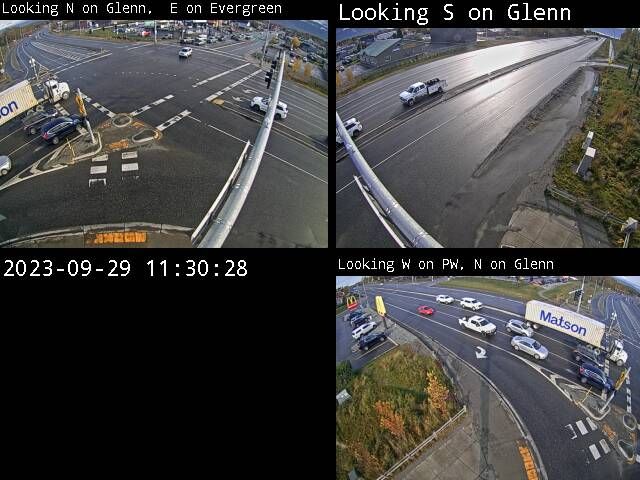 Looking N on Glenn,  E on Evergreen
Looking S on Glenn
on
2023-09-29 11:30:28
Looking W on PW, N on Glenn
Matson